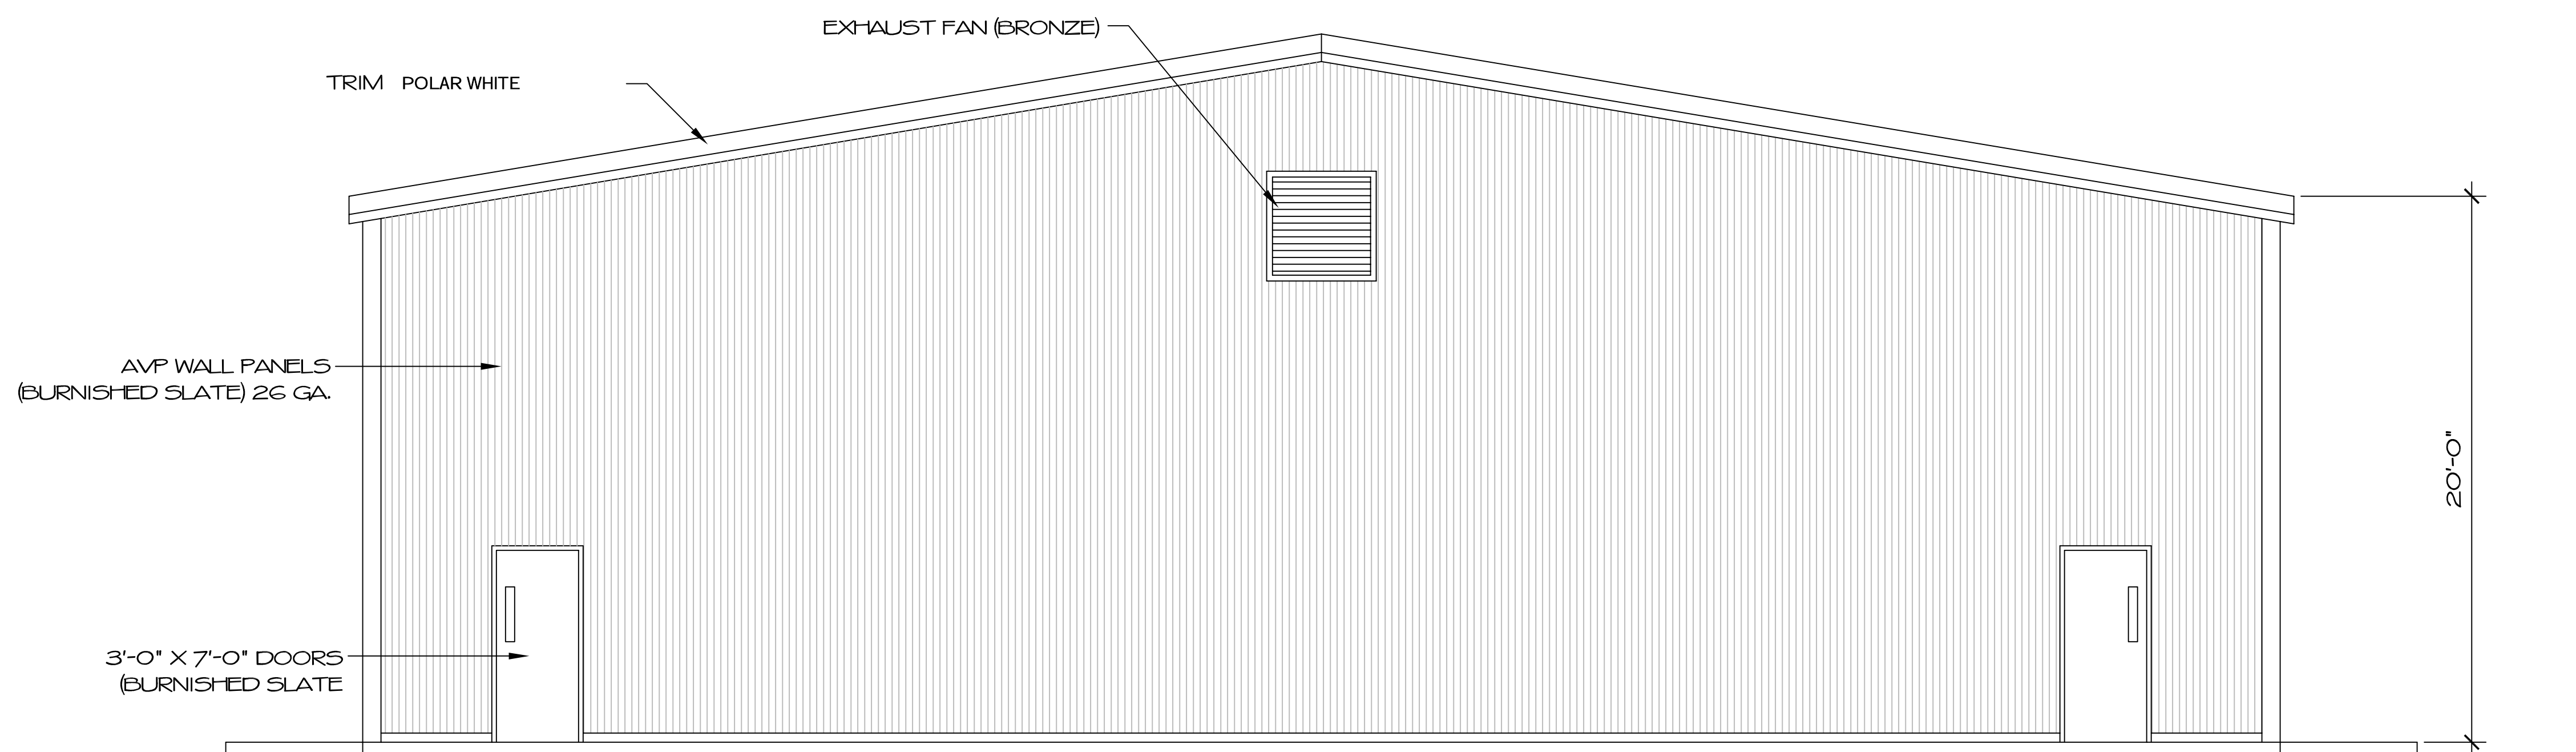 EXHAUST FAN (BRONZE)
TRIM POLAR WHITE
AVP WALL PANELS
(BURNISHED SLATE) 26 GA.
20'-0"
3'-0" X 7'-0" DOORS
(BURNISHED SLATE